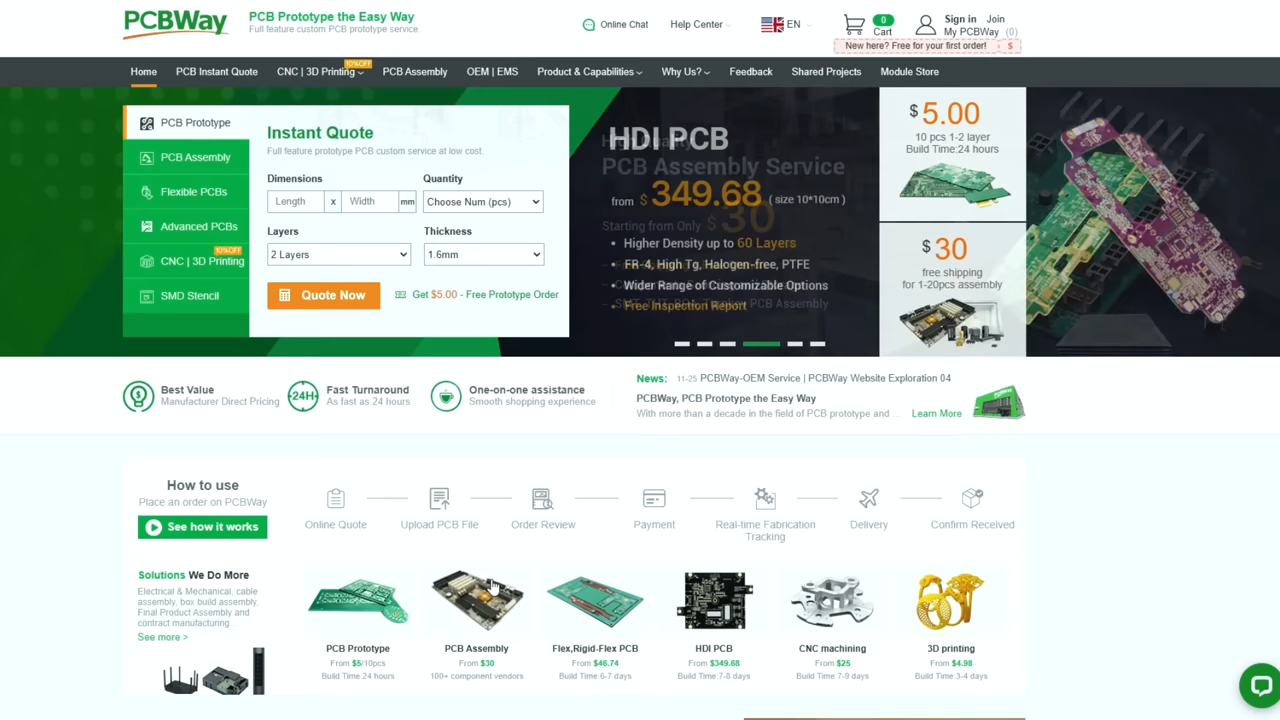 PCBWay
PCB Prototype the Easy Way
Full feature custom PCB prototype service.
Online Chat
Help Center
EN
0
Cart
Sign in Join
My PCBWay (0)
New here? Free for your first order! $
Home
PCB Instant Quote
CNC | 3D Printing
10%OFF
PCB Assembly
OEM | EMS
Product & Capabilities
Why Us?
Feedback
Shared Projects
Module Store
PCB Prototype
PCB Assembly
Flexible PCBs
Advanced PCBs
10%OFF
CNC | 3D Printing
SMD Stencil
Instant Quote
Full feature prototype PCB custom service at low cost.
Dimensions
Quantity
Length x Width mm
Choose Num (pcs)
Layers
Thickness
2 Layers
1.6mm
Quote Now
Get $5.00 - Free Prototype Order
HDI PCB
PCB Assembly Service
from $ 349.68 ( size 10*10cm )
Starting from Only $ 30
• Higher Density up to 60 Layers
• FR-4, High Tg, Halogen-free, PTFE
• Wider Range of Customizable Options
• Free Inspection Report
$ 5.00
10 pcs 1-2 layer
Build Time:24 hours
$ 30
free shipping
for 1-20pcs assembly
Best Value
Manufacturer Direct Pricing
24H
Fast Turnaround
As fast as 24 hours
One-on-one assistance
Smooth shopping experience
News: 11-25 PCBWay-OEM Service | PCBWay Website Exploration 04
PCBWay, PCB Prototype the Easy Way
With more than a decade in the field of PCB prototype and ... Learn More
How to use
Place an order on PCBWay
See how it works
Online Quote
Upload PCB File
Order Review
Payment
Real-time Fabrication
Tracking
Delivery
Confirm Received
Solutions We Do More
Electrical & Mechanical, cable
assembly, box build assembly.
Final Product Assembly and
contract manufacturing.
See more >
PCB Prototype
From $5/10pcs
Build Time:24 hours
PCB Assembly
From $30
100+ component vendors
Flex,Rigid-Flex PCB
From $46.74
Build Time:6-7 days
HDI PCB
From $349.68
Build Time:7-8 days
CNC machining
From $25
Build Time:7-9 days
3D printing
From $4.98
Build Time:3-4 days